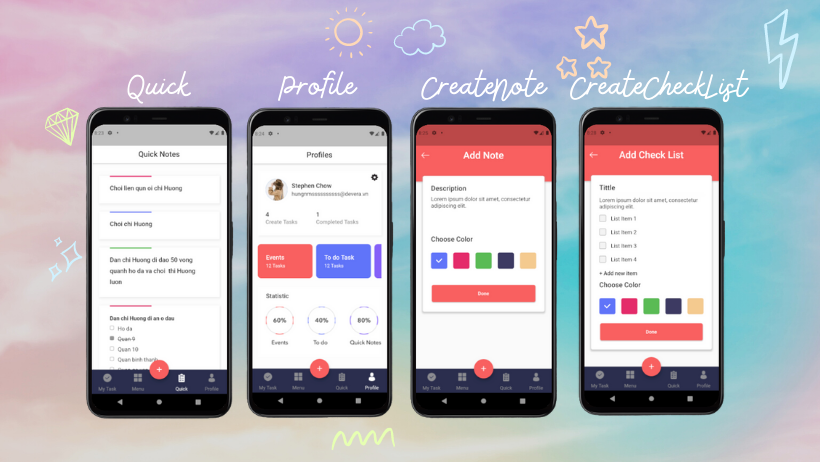 Quick
Profile
CreateNote
CreateCheckList
Quick Notes
Choi lien qun oi chi Huong
Choi chi Huong
Dan chi Huong di dao 50 vong
quanh ho da va choi thi Huong
luon
Dan chi Huong di an o dau
Ho da
Quan 9
Quan 10
Quan binh thanh
+
My Task
Menu
Quick
Profile
Profiles
Stephen Chow
4
Create Tasks
1
Completed Tasks
Events
12 Tasks
To do Task
12 Tasks
Statistic
60%
40%
80%
Events
To do
Quick Notes
+
My Task
Menu
Quick
Profile
Add Note
Description
Lorem ipsum dolor sit amet, consectetur
adipiscing elit.
Choose Color
Done
+
My Task
Menu
Quick
Profile
Add Check List
Tittle
Lorem ipsum dolor sit amet, consectetur
adipiscing elit.
List Item 1
List Item 2
List Item 3
List Item 4
+ Add new item
Choose Color
Done
+
My Task
Menu
Quick
Profile